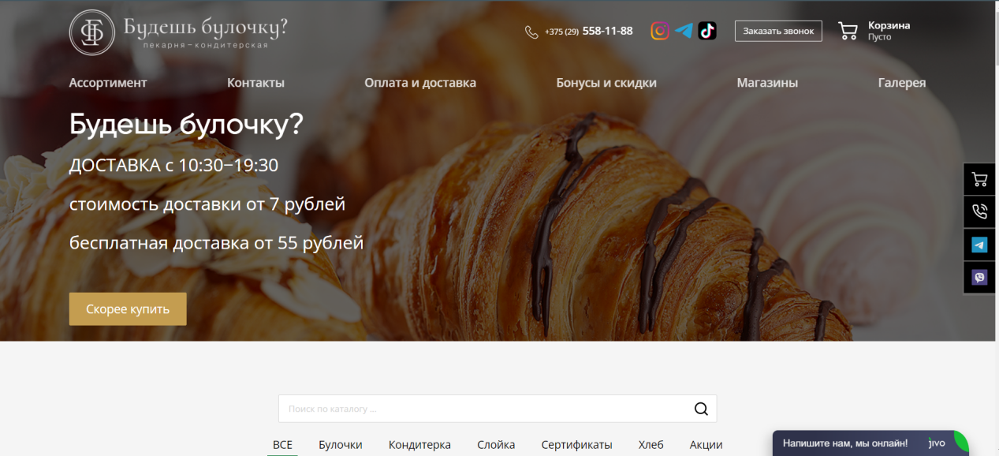 Будешь булочку?
пекарня-кондитерская
+375 (29) 558-11-88
Заказать звонок
Корзина
Пусто
Ассортимент
Контакты
Оплата и доставка
Бонусы и скидки
Магазины
Галерея
Будешь булочку?
ДОСТАВКА с 10:30–19:30
стоимость доставки от 7 рублей
бесплатная доставка от 55 рублей
Скорее купить
Поиск по каталогу ...
ВСЕ
Булочки
Кондитерка
Слойка
Сертификаты
Хлеб
Акции
Напишите нам, мы онлайн!
jivo